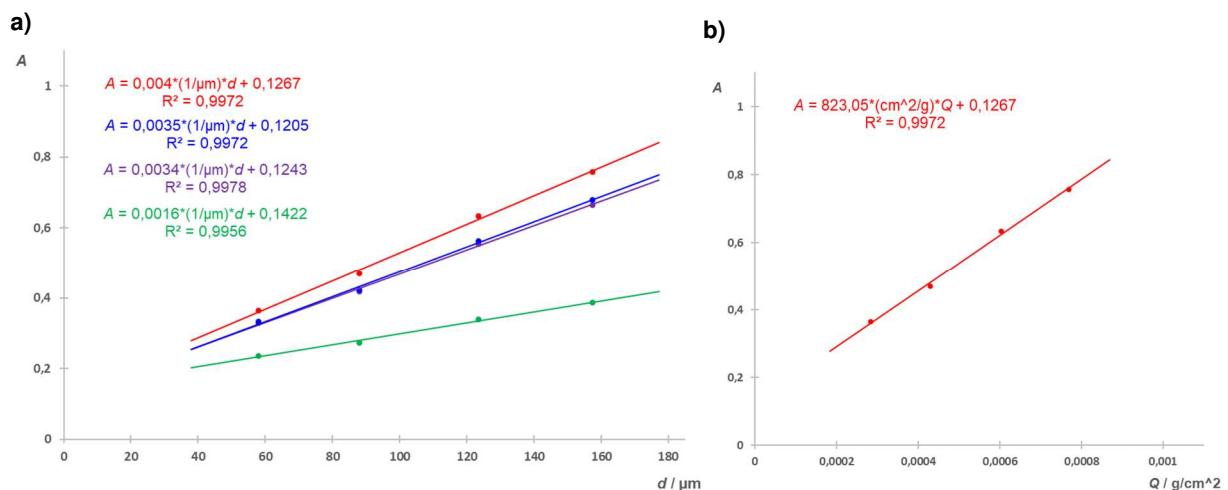 a)
A
1
0,8
0,6
0,4
0,2
0
A = 0,004*(1/µm)*d + 0,1267
R² = 0,9972
A = 0,0035*(1/µm)*d + 0,1205
R² = 0,9972
A = 0,0034*(1/µm)*d + 0,1243
R² = 0,9978
A = 0,0016*(1/µm)*d + 0,1422
R² = 0,9956
0 20 40 60 80 100 120 140 160 180
d / µm
b)
A
1
0,8
0,6
0,4
0,2
0
A = 823,05*(cm^2/g)*Q + 0,1267
R² = 0,9972
0 0,0002 0,0004 0,0006 0,0008 0,001
Q / g/cm^2